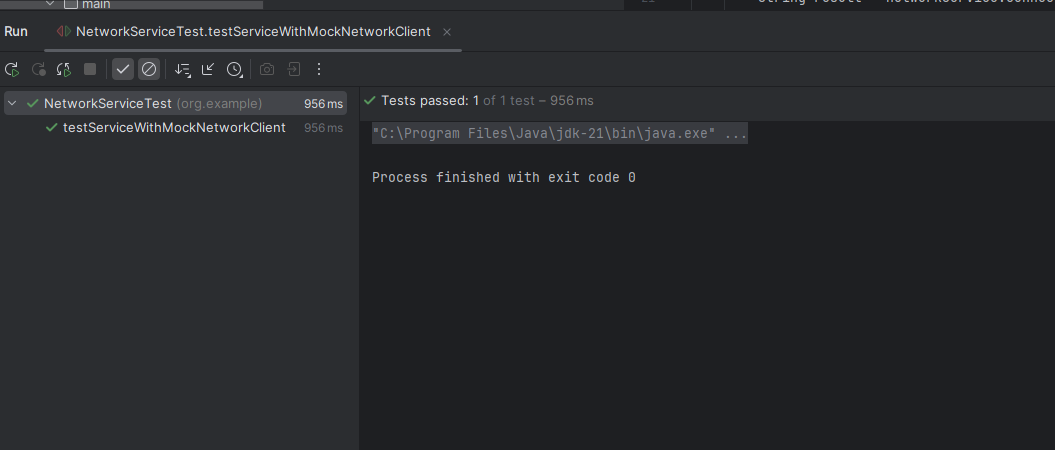 main
Run
NetworkServiceTest.testServiceWithMockNetworkClient
NetworkServiceTest (org.example) 956 ms
testServiceWithMockNetworkClient 956 ms
Tests passed: 1 of 1 test – 956 ms
"C:\Program Files\Java\jdk-21\bin\java.exe" ...
Process finished with exit code 0